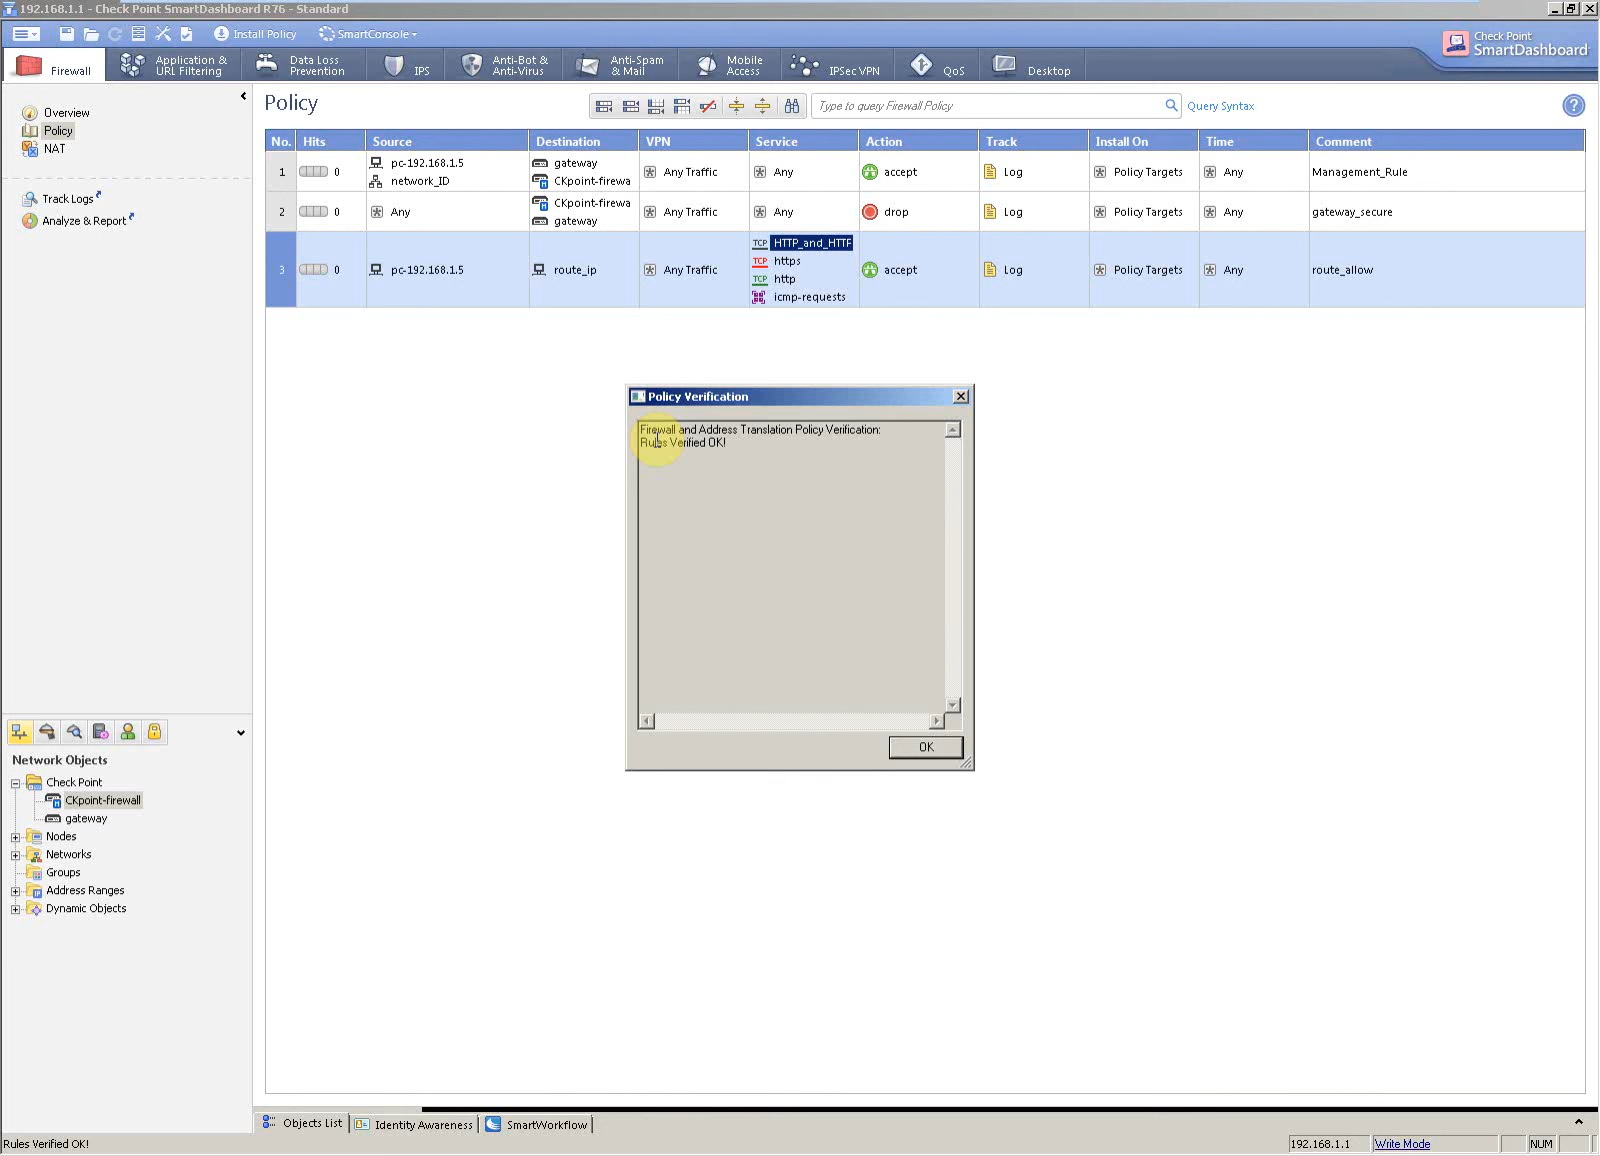 192.168.1.1 - Check Point SmartDashboard R76 - Standard
Install Policy
SmartConsole
Check Point
SmartDashboard
Firewall
Application &
URL Filtering
Data Loss
Prevention
IPS
Anti-Bot &
Anti-Virus
Anti-Spam
& Mail
Mobile
Access
IPSec VPN
QoS
Desktop
Overview
Policy
NAT
Track Logs
Analyze & Report
Policy
Type to query Firewall Policy
Query Syntax
?
No. Hits Source Destination VPN Service Action Track Install On Time Comment
1 0 pc-192.168.1.5 gateway Any Traffic Any accept Log Policy Targets Any Management_Rule
network_ID CKpoint-firewa
2 0 Any CKpoint-firewa Any Traffic Any drop Log Policy Targets Any gateway_secure
gateway
TCP HTTP_and_HTTF
TCP https
3 0 pc-192.168.1.5 route_ip Any Traffic accept Log Policy Targets Any route_allow
TCP http
icmp-requests
Policy Verification
Firewall and Address Translation Policy Verification:
Rules Verified OK!
OK
Network Objects
Check Point
CKpoint-firewall
gateway
Nodes
Networks
Groups
Address Ranges
Dynamic Objects
Objects List
Identity Awareness
SmartWorkflow
Rules Verified OK!
192.168.1.1
Write Mode
NUM